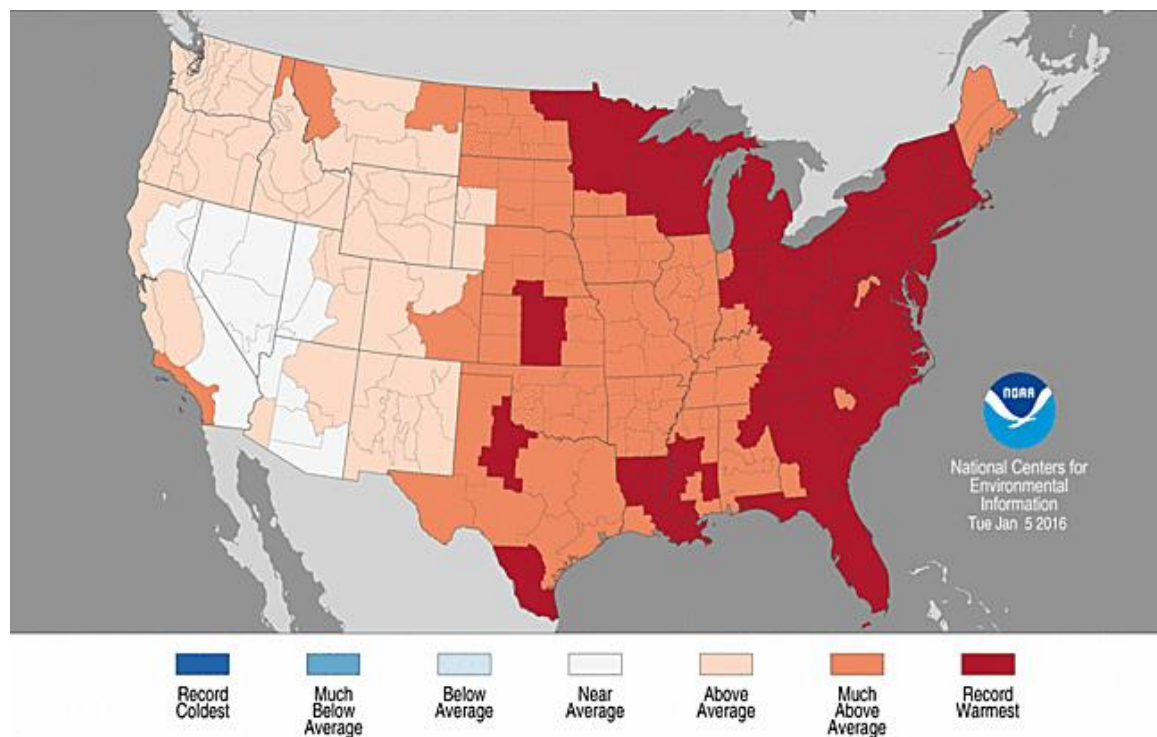 NOAA
National Centers for
Environmental
Information
Tue Jan 5 2016
Record
Coldest
Much
Below
Average
Below
Average
Near
Average
Above
Average
Much
Above
Average
Record
Warmest